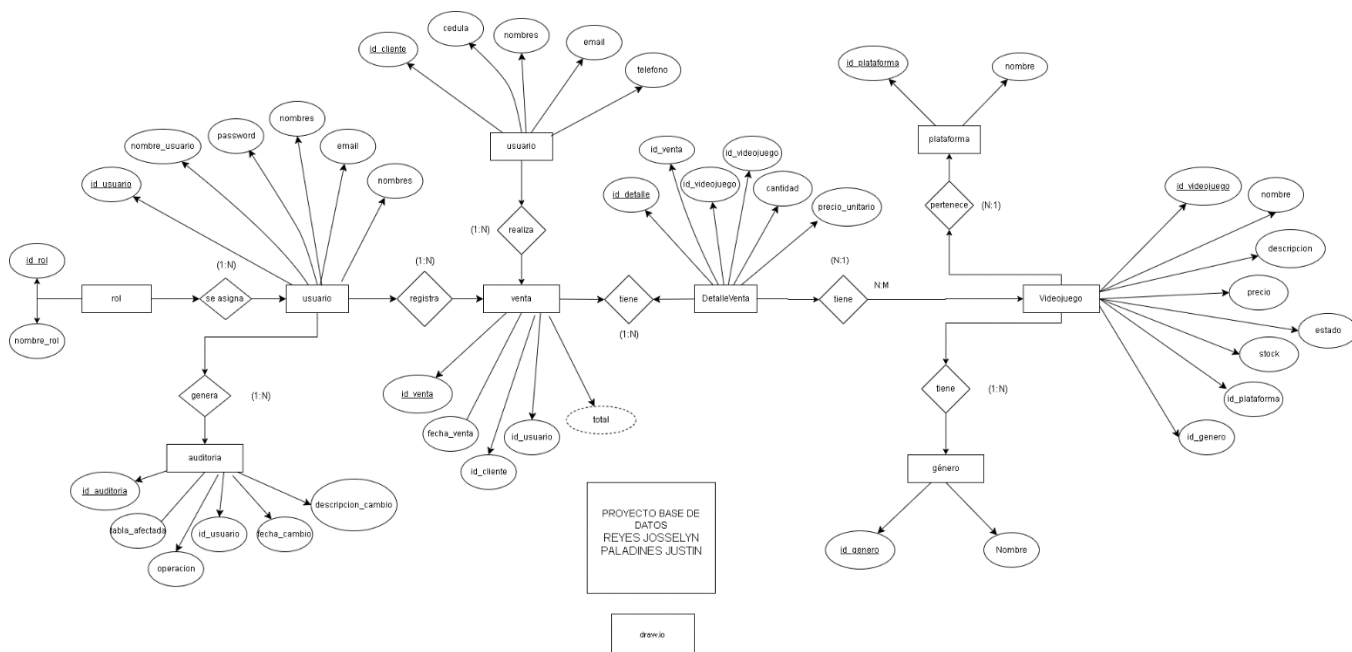 id_cliente
cedula
nombres
email
telefono
usuario
realiza
(1:N)
id_plataforma
nombre
plataforma
pertenece
(N:1)
id_usuario
nombre_usuario
password
nombres
email
nombres
id_venta
id_videojuego
id_videojuego
id_detalle
cantidad
precio_unitario
id_videojuego
nombre
descripcion
precio
estado
stock
id_plataforma
id_genero
id_rol
rol
nombre_rol
(1:N)
se asigna
usuario
(1:N)
registra
venta
tiene
(1:N)
DetalleVenta
(N:1)
tiene
N:M
Videojuego
genera
(1:N)
auditoria
id_auditoria
tabla_afectada
operacion
id_usuario
fecha_cambio
descripcion_cambio
id_venta
fecha_venta
id_cliente
id_usuario
total
tiene
(1:N)
género
id_genero
Nombre
PROYECTO BASE DE
DATOS
REYES JOSSELYN
PALADINES JUSTIN
draw.io